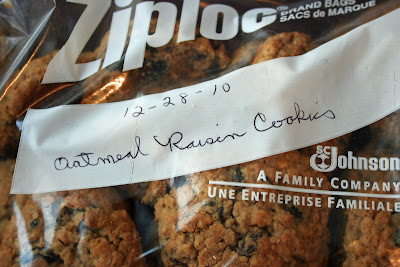 Ziploc®
BRAND BAGS
SACS de MARQUE
12-28-10
Oatmeal Raisin Cookies
SC Johnson
A FAMILY COMPANY
UNE ENTREPRISE FAMILIALE